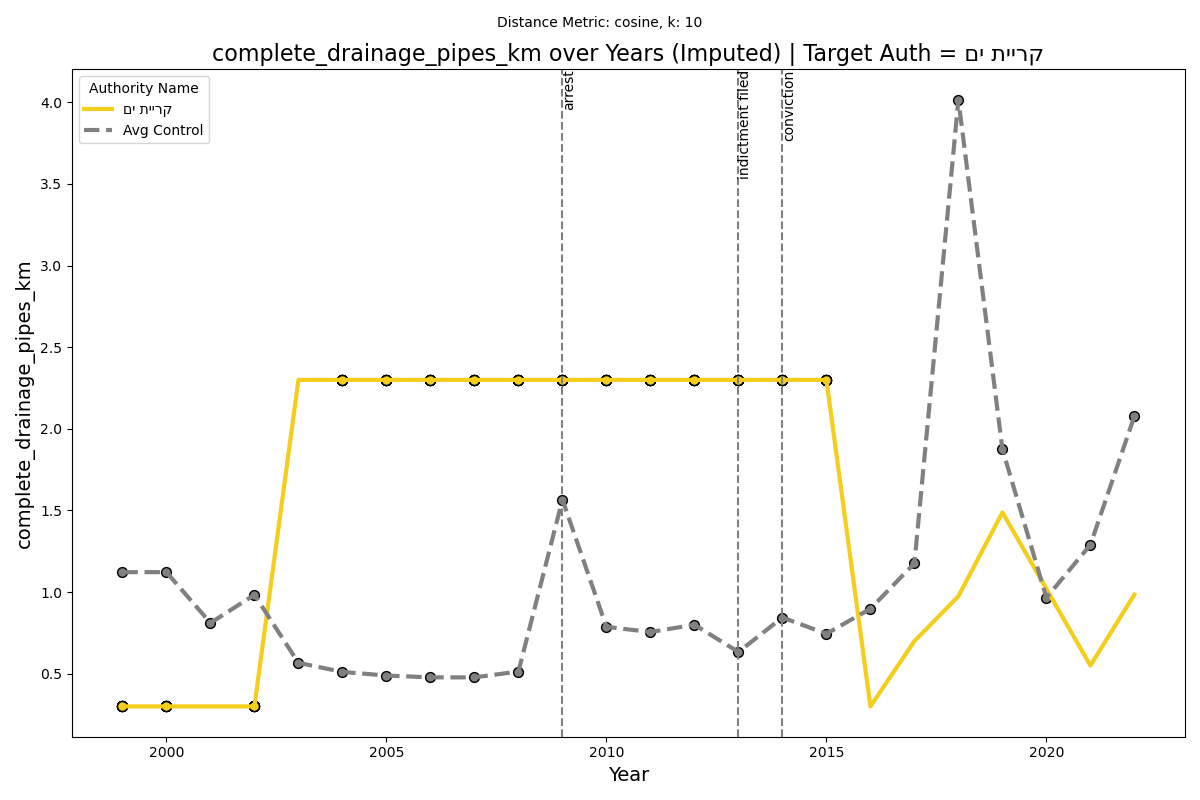 Distance Metric: cosine, k: 10
complete_drainage_pipes_km over Years (Imputed) | Target Auth = קריית ים
Authority Name
קריית ים
Avg Control
arrest
indictment filed
conviction
complete_drainage_pipes_km
4.0
3.5
3.0
2.5
2.0
1.5
1.0
0.5
2000
2005
2010
2015
2020
Year